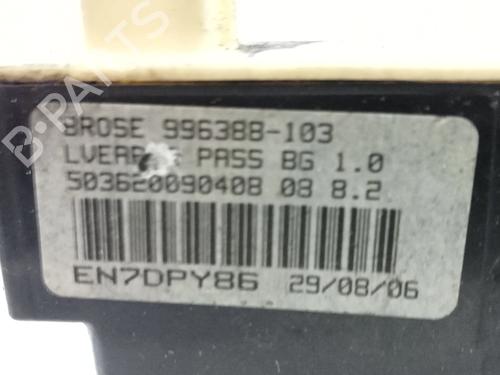 B-PARTS
BROSE 996388-103
PASS BG 1.0
503620090408 08 8.2
EN7DPY86 29/08/06